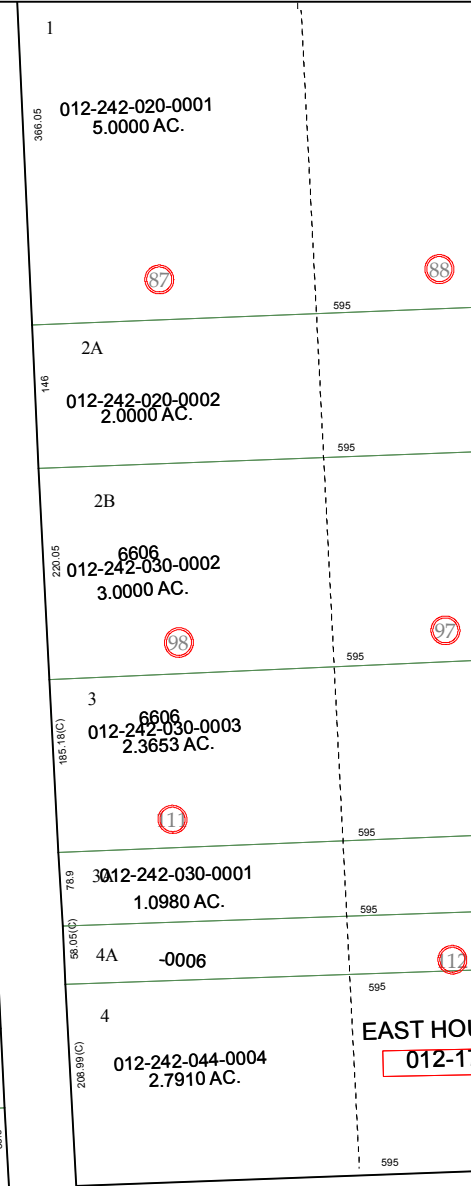 1
012-242-020-0001
5.0000 AC.
366.05
87
88
595
2A
146
012-242-020-0002
2.0000 AC.
595
2B
6606
220.05
012-242-030-0002
3.0000 AC.
98
97
595
3
6606
185.18(C)
012-242-030-0003
2.3653 AC.
111
595
78.9
3A
012-242-030-0001
1.0980 AC.
595
58.05(C)
4A
-0006
112
595
4
EAST HOU
012-17
208.99(C)
012-242-044-0004
2.7910 AC.
595